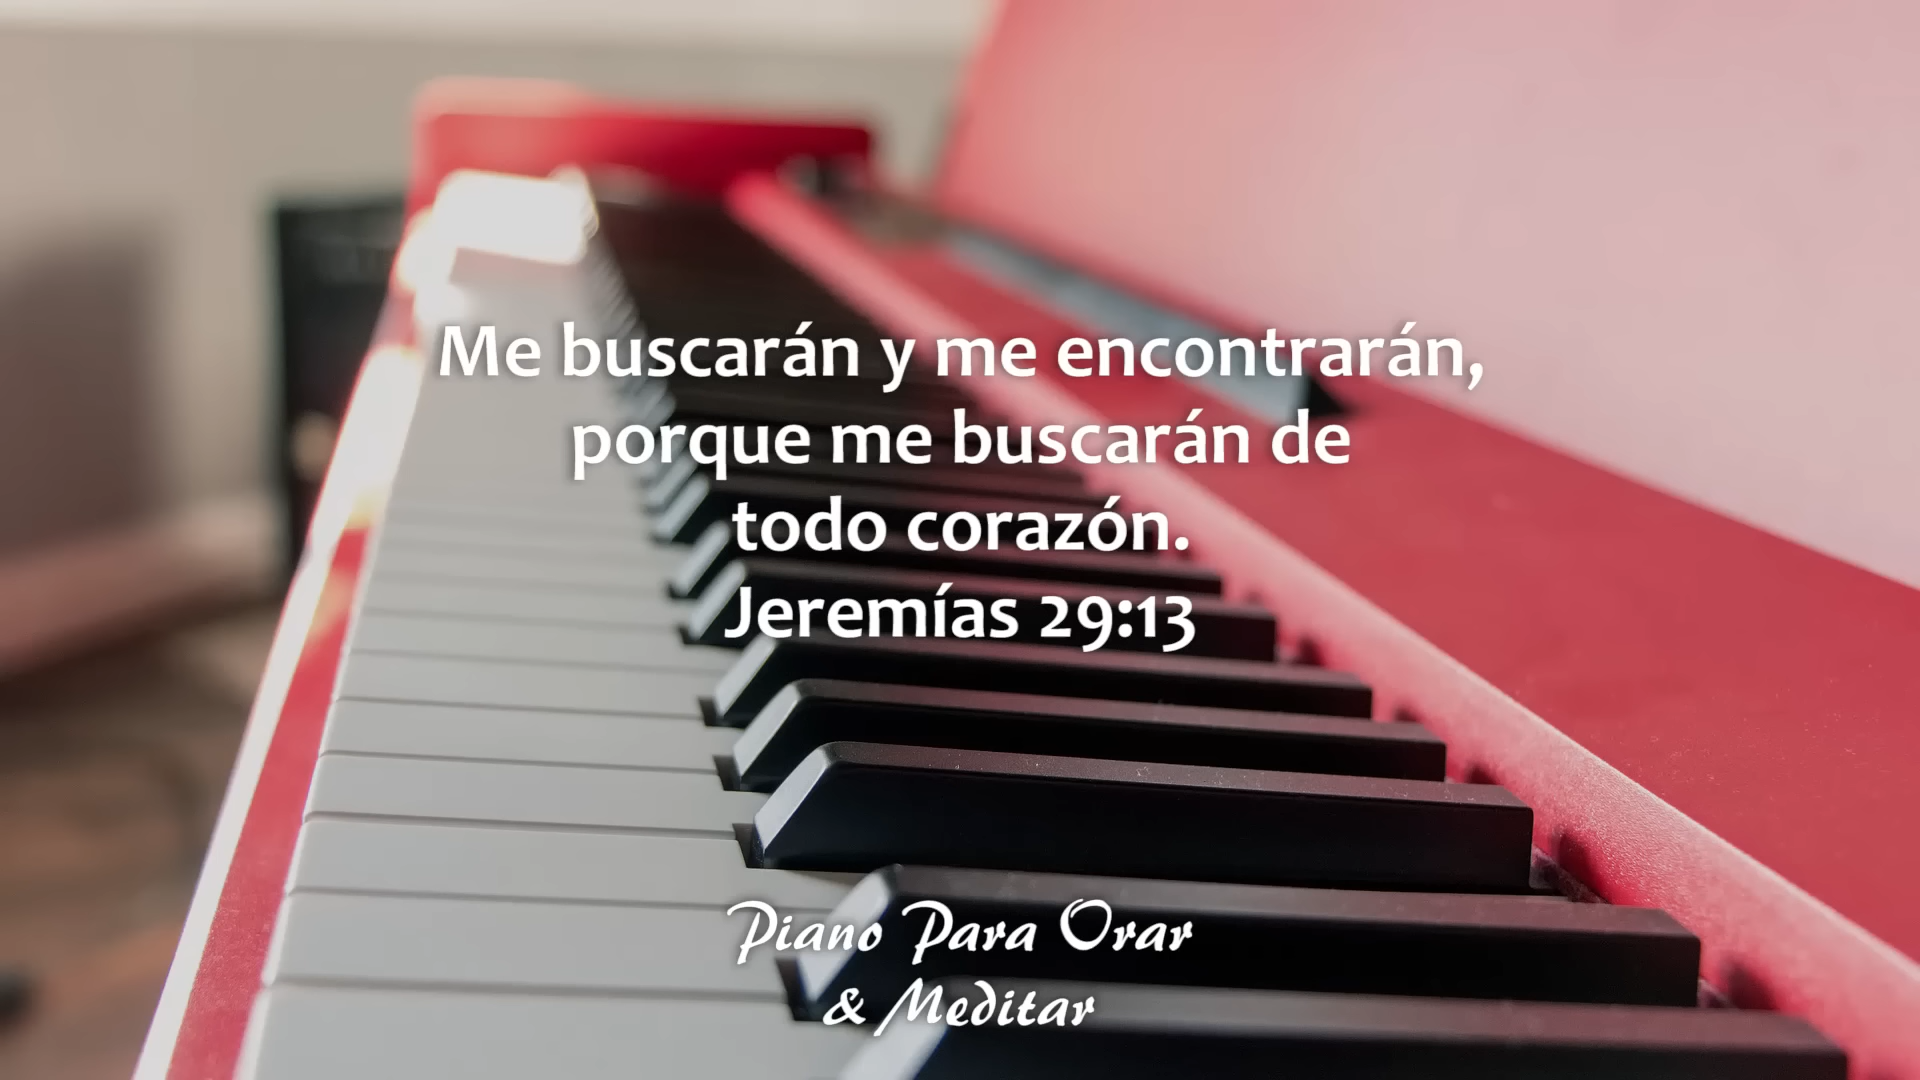 Me buscarán y me encontrarán,
porque me buscarán de
todo corazón.
Jeremías 29:13
Piano Para Orar
& Meditar